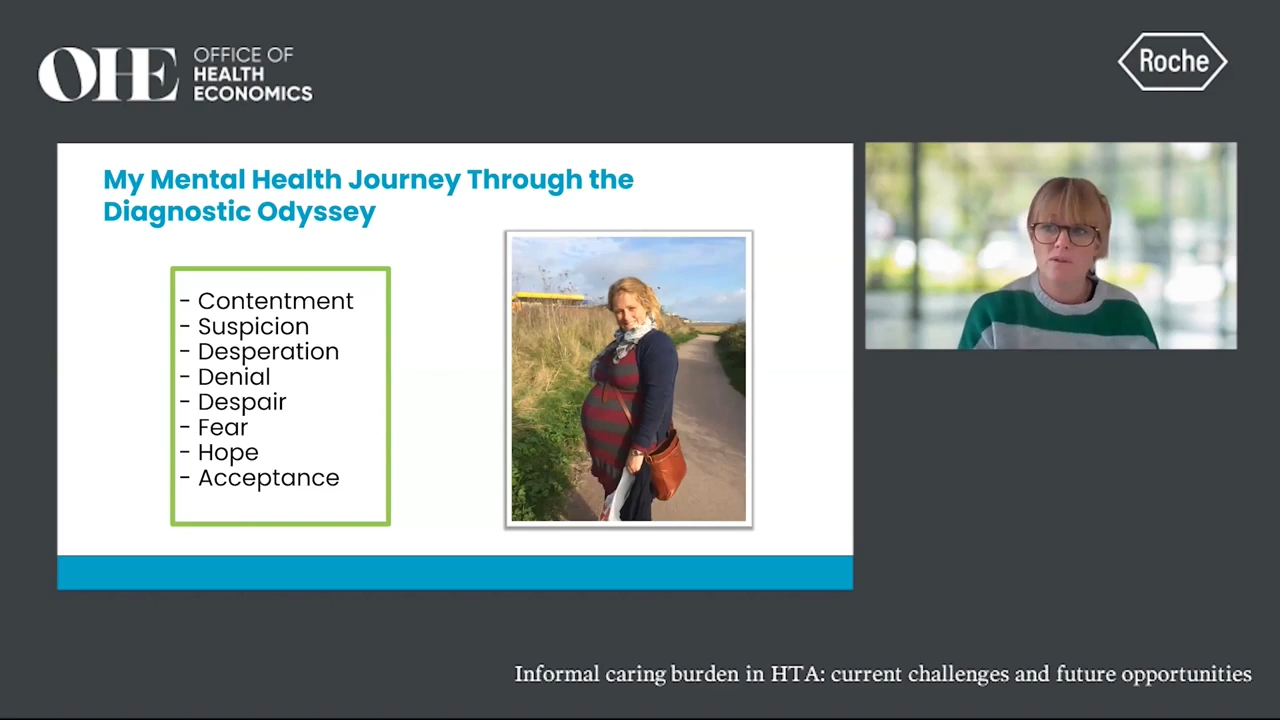 OHE
OFFICE OF
HEALTH
ECONOMICS
Roche
My Mental Health Journey Through the
Diagnostic Odyssey
- Contentment
- Suspicion
- Desperation
- Denial
- Despair
- Fear
- Hope
- Acceptance
Informal caring burden in HTA: current challenges and future opportunities